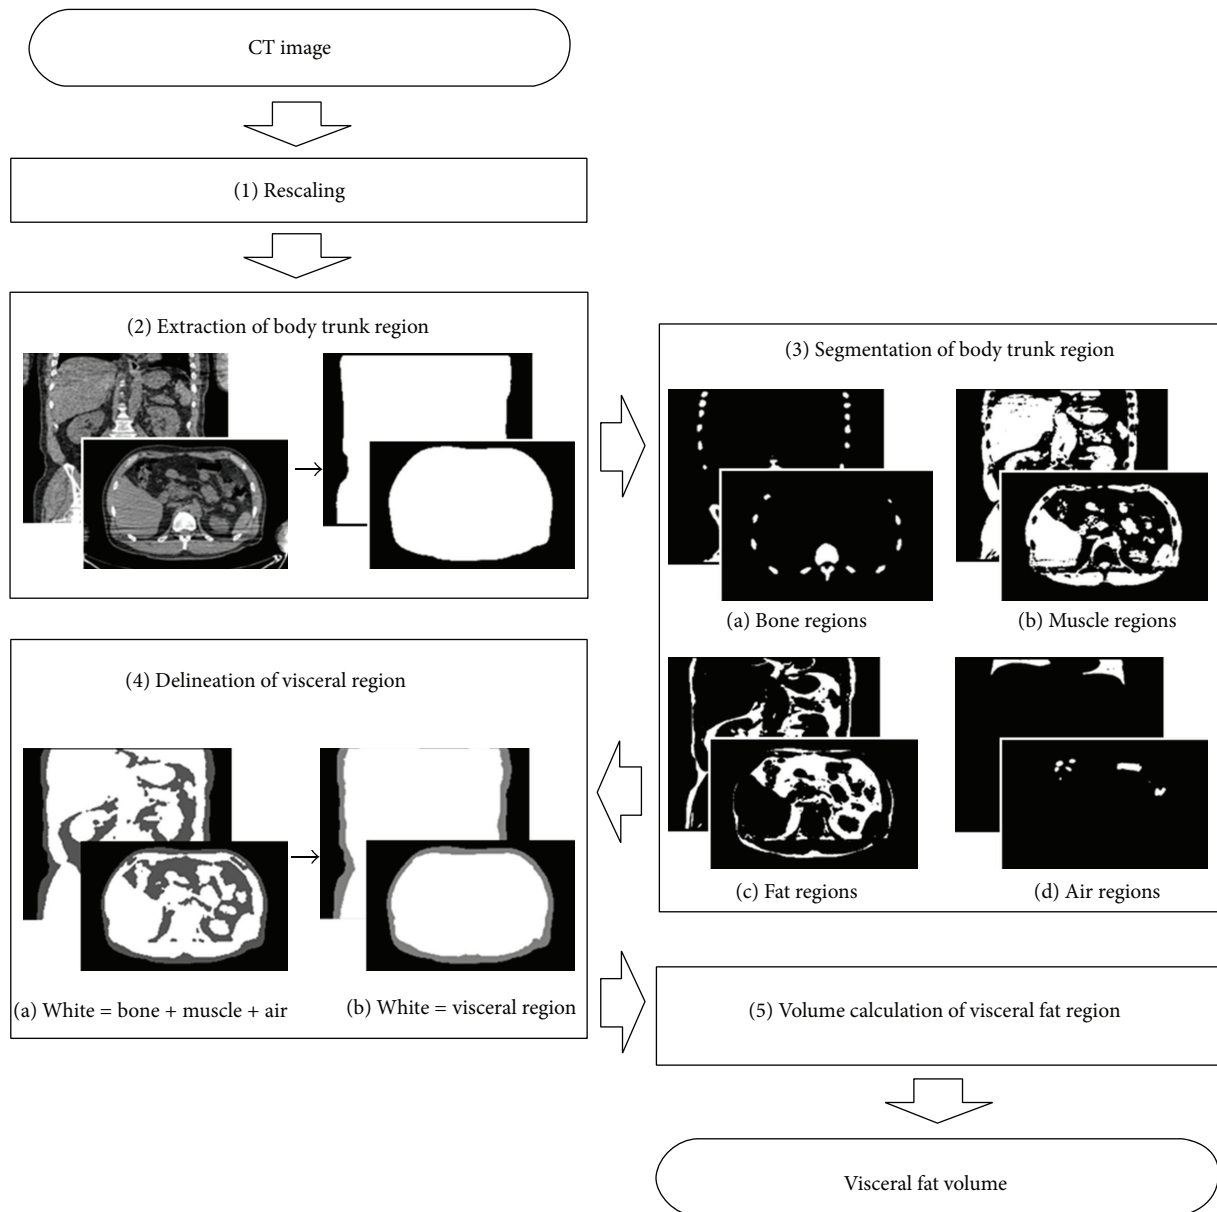 CT image
(1) Rescaling
(2) Extraction of body trunk region
(3) Segmentation of body trunk region
(a) Bone regions
(b) Muscle regions
(c) Fat regions
(d) Air regions
(4) Delineation of visceral region
(a) White = bone + muscle + air
(b) White = visceral region
(5) Volume calculation of visceral fat region
Visceral fat volume